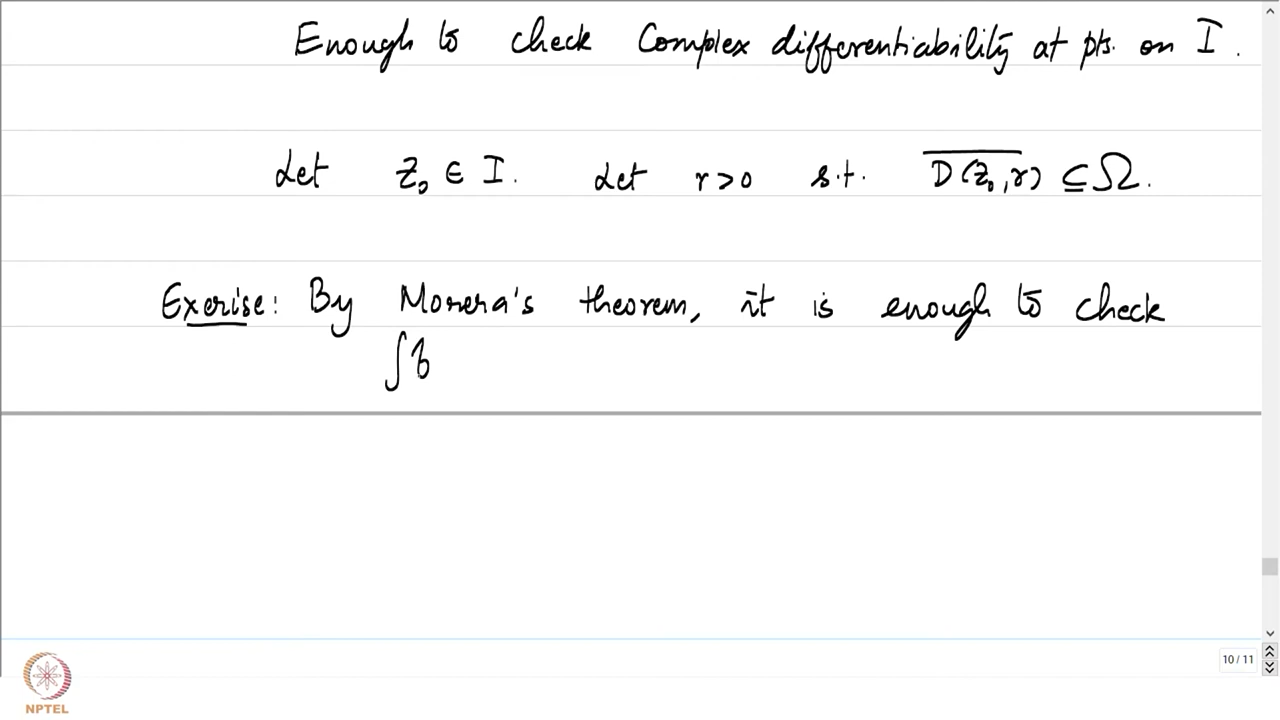 Enough to check Complex differentiability at pts. on I.
Let z₀ ∈ I. Let r>0 s.t. \overline{D(z₀,r)} ⊆ Ω.
Exerise: By Morera's theorem, it is enough to check
∫f
10 / 11
NPTEL